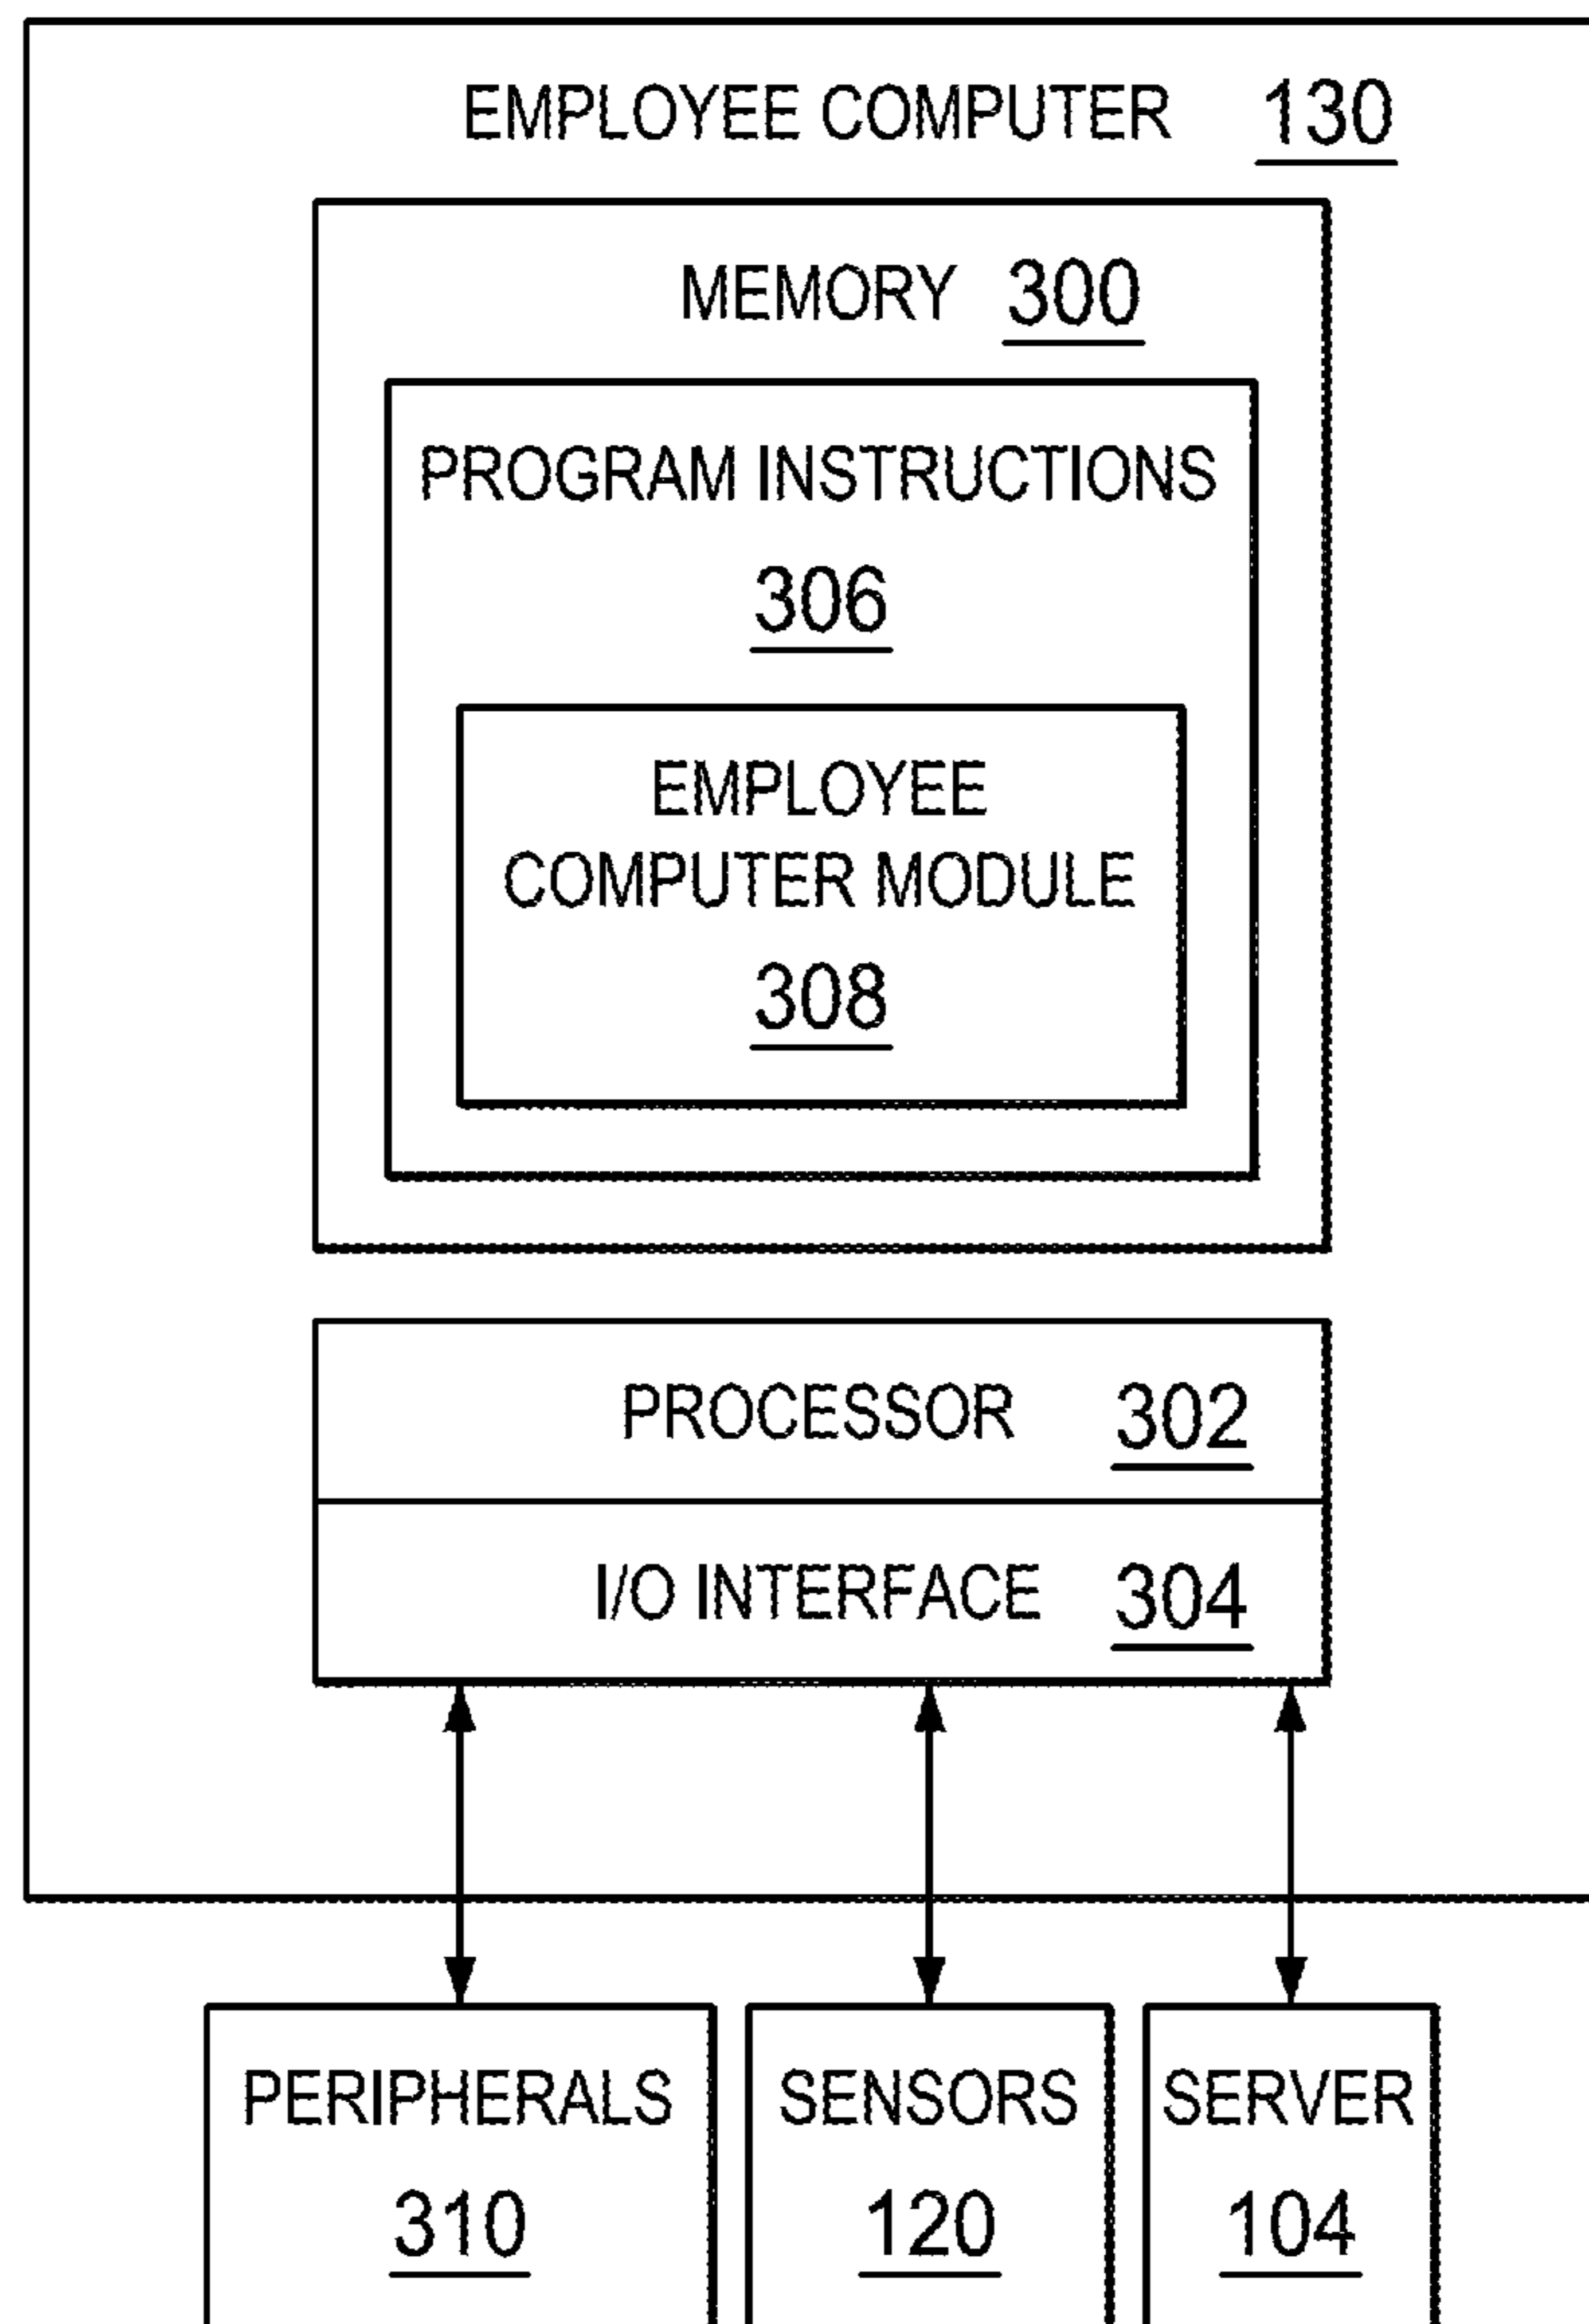 EMPLOYEE COMPUTER 130
MEMORY 300
PROGRAM INSTRUCTIONS
306
EMPLOYEE
COMPUTER MODULE
308
PROCESSOR 302
I/O INTERFACE 304
PERIPHERALS SENSORS SERVER
310 120 104